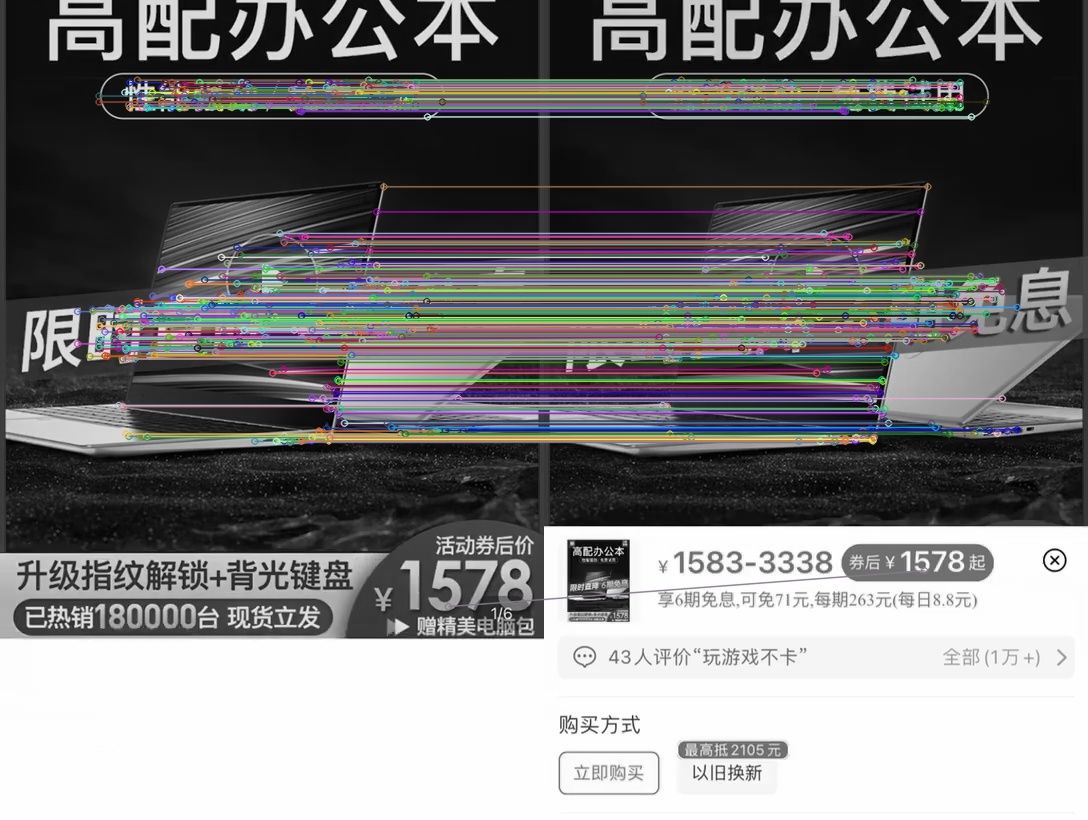 高配办公本
高配办公本
限
免息
活动券后价
升级指纹解锁+背光键盘
¥1578
已热销180000台 现货立发
1/6
▶ 赠精美电脑包
高配办公本
¥1583-3338
券后¥1578起
享6期免息,可免71元,每期263元(每日8.8元)
43人评价“玩游戏不卡”
全部(1万+)
购买方式
最高抵2105元
立即购买
以旧换新